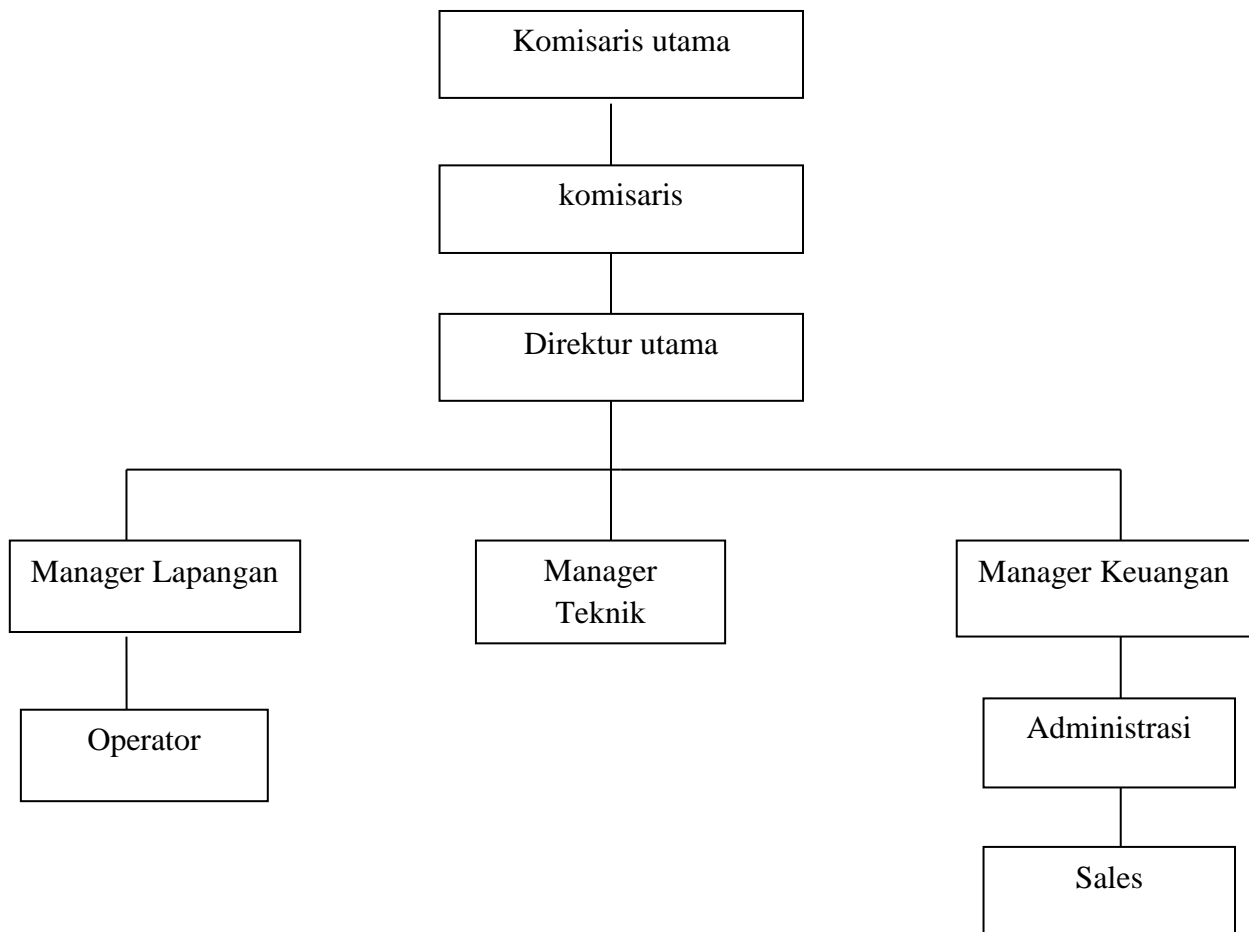 Komisaris utama
komisaris
Direktur utama
Manager Lapangan
Manager
Teknik
Manager Keuangan
Operator
Administrasi
Sales